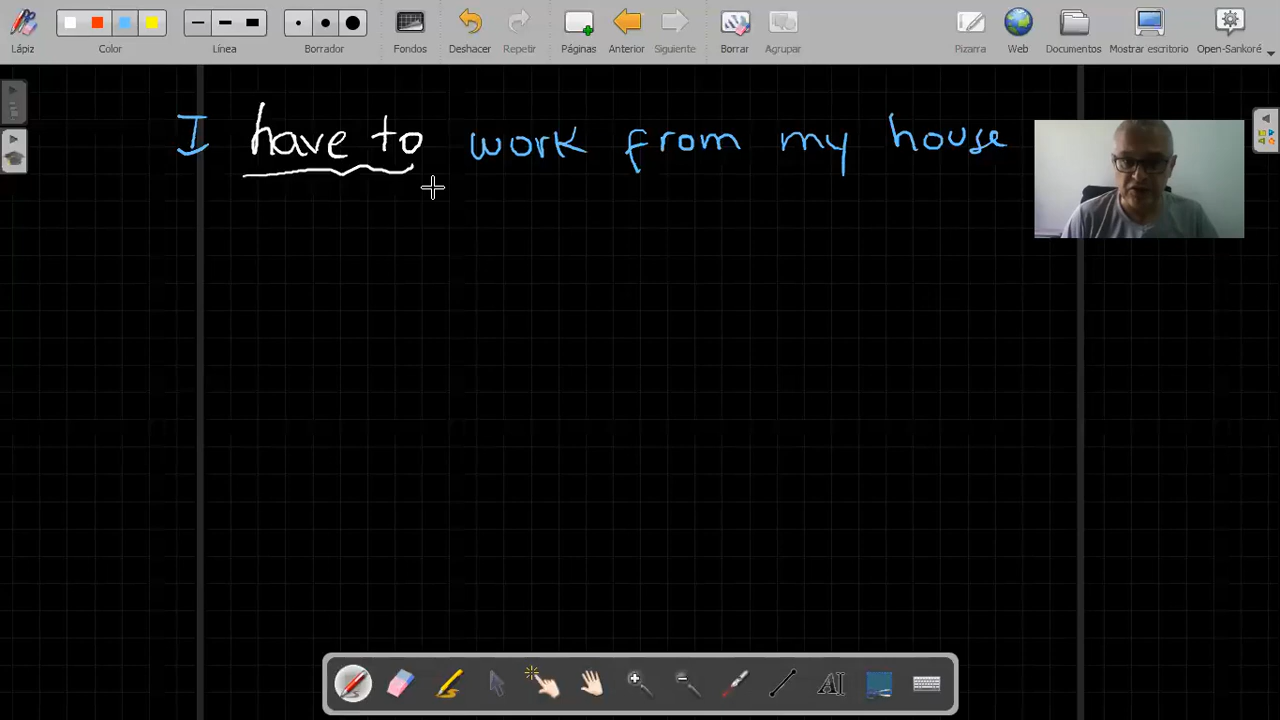 Lápiz Color Línea Borrador Fondos Deshacer Repetir Páginas Anterior Siguiente Borrar Agrupar Pizarra Web Documentos Mostrar escritorio Open-Sankoré
I have to work from my house
AI